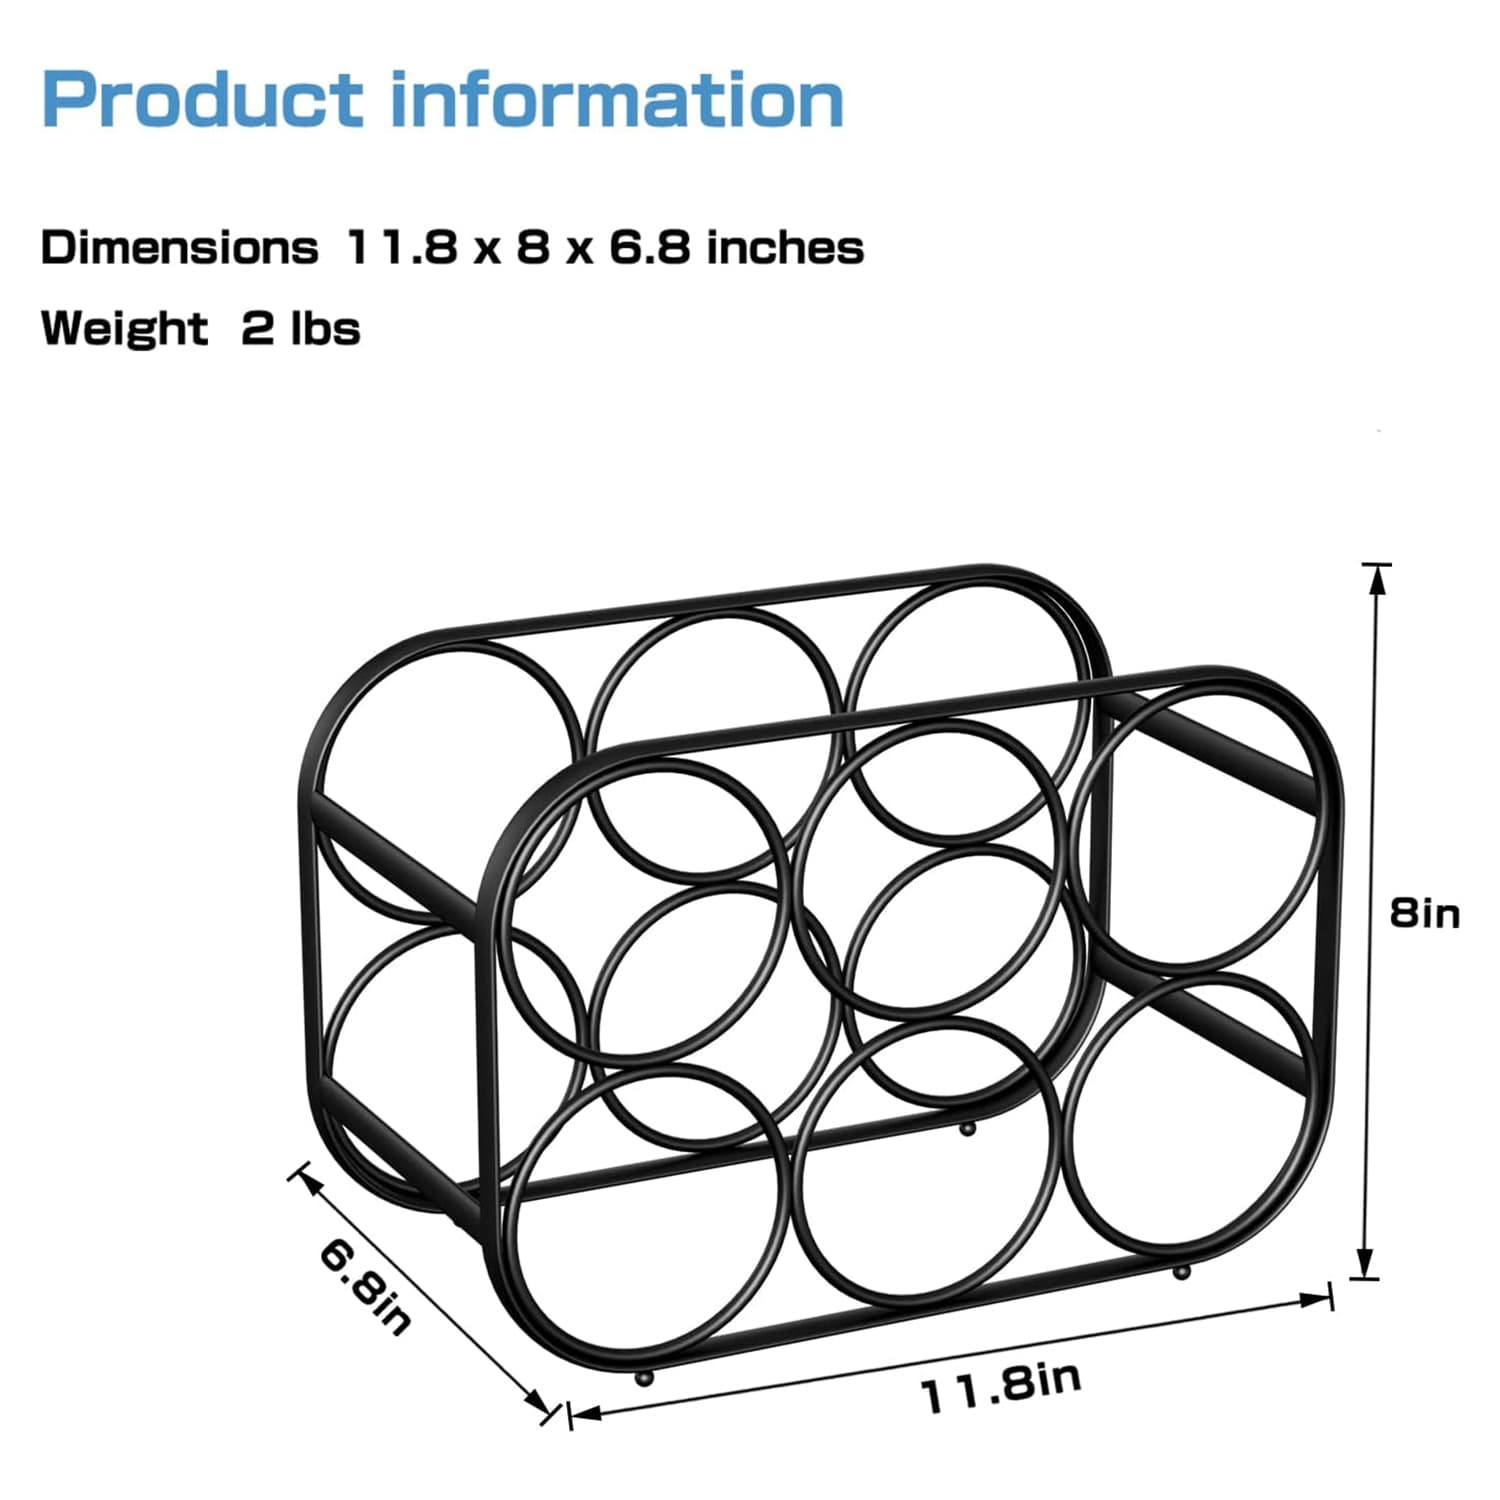 Product information
Dimensions 11.8 x 8 x 6.8 inches
Weight 2 lbs
8in
6.8in
11.8in